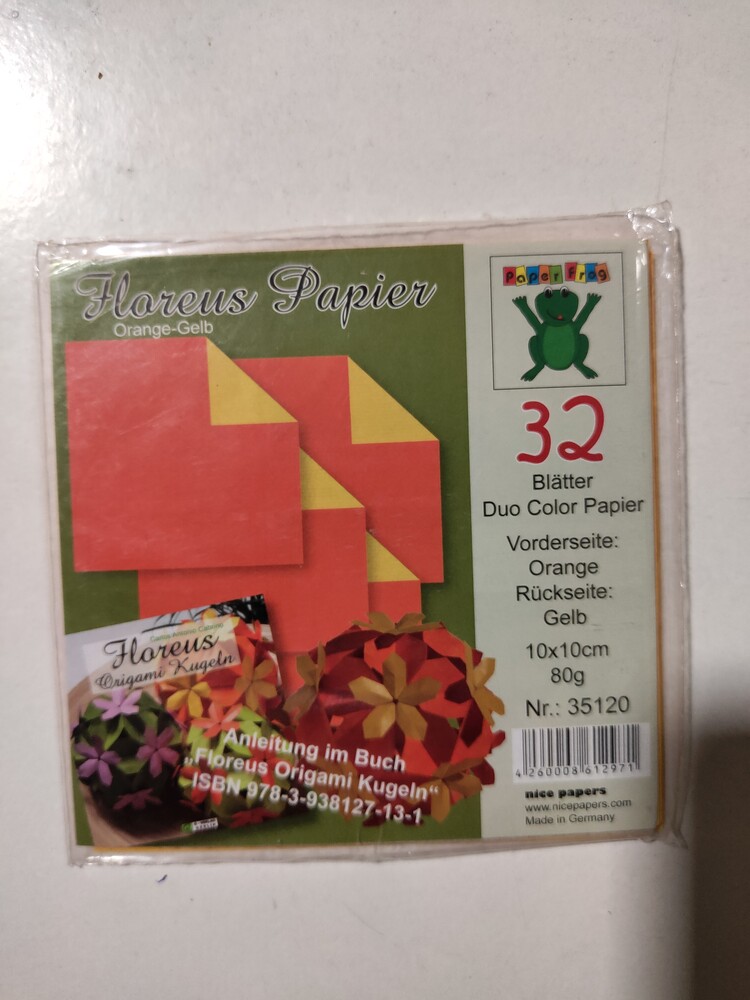 Floreus Papier
Orange-Gelb
Paper Frog
32
Blätter
Duo Color Papier
Vorderseite:
Orange
Rückseite:
Gelb
10x10cm
80g
Nr.: 35120
4 260008 612971
nice papers
www.nicepapers.com
Made in Germany
Floreus
Origami Kugeln
Anleitung im Buch
„Floreus Origami Kugeln“
ISBN 978-3-938127-13-1